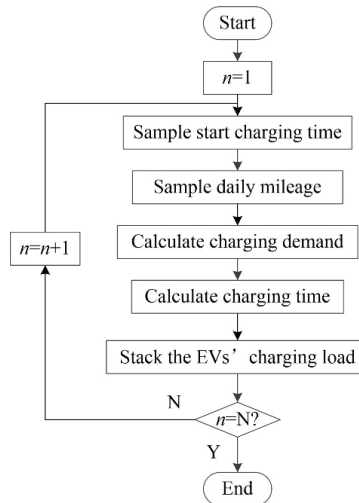 Start
n=1
Sample start charging time
Sample daily mileage
n=n+1
Calculate charging demand
Calculate charging time
Stack the EVs’ charging load
N
n=N?
Y
End